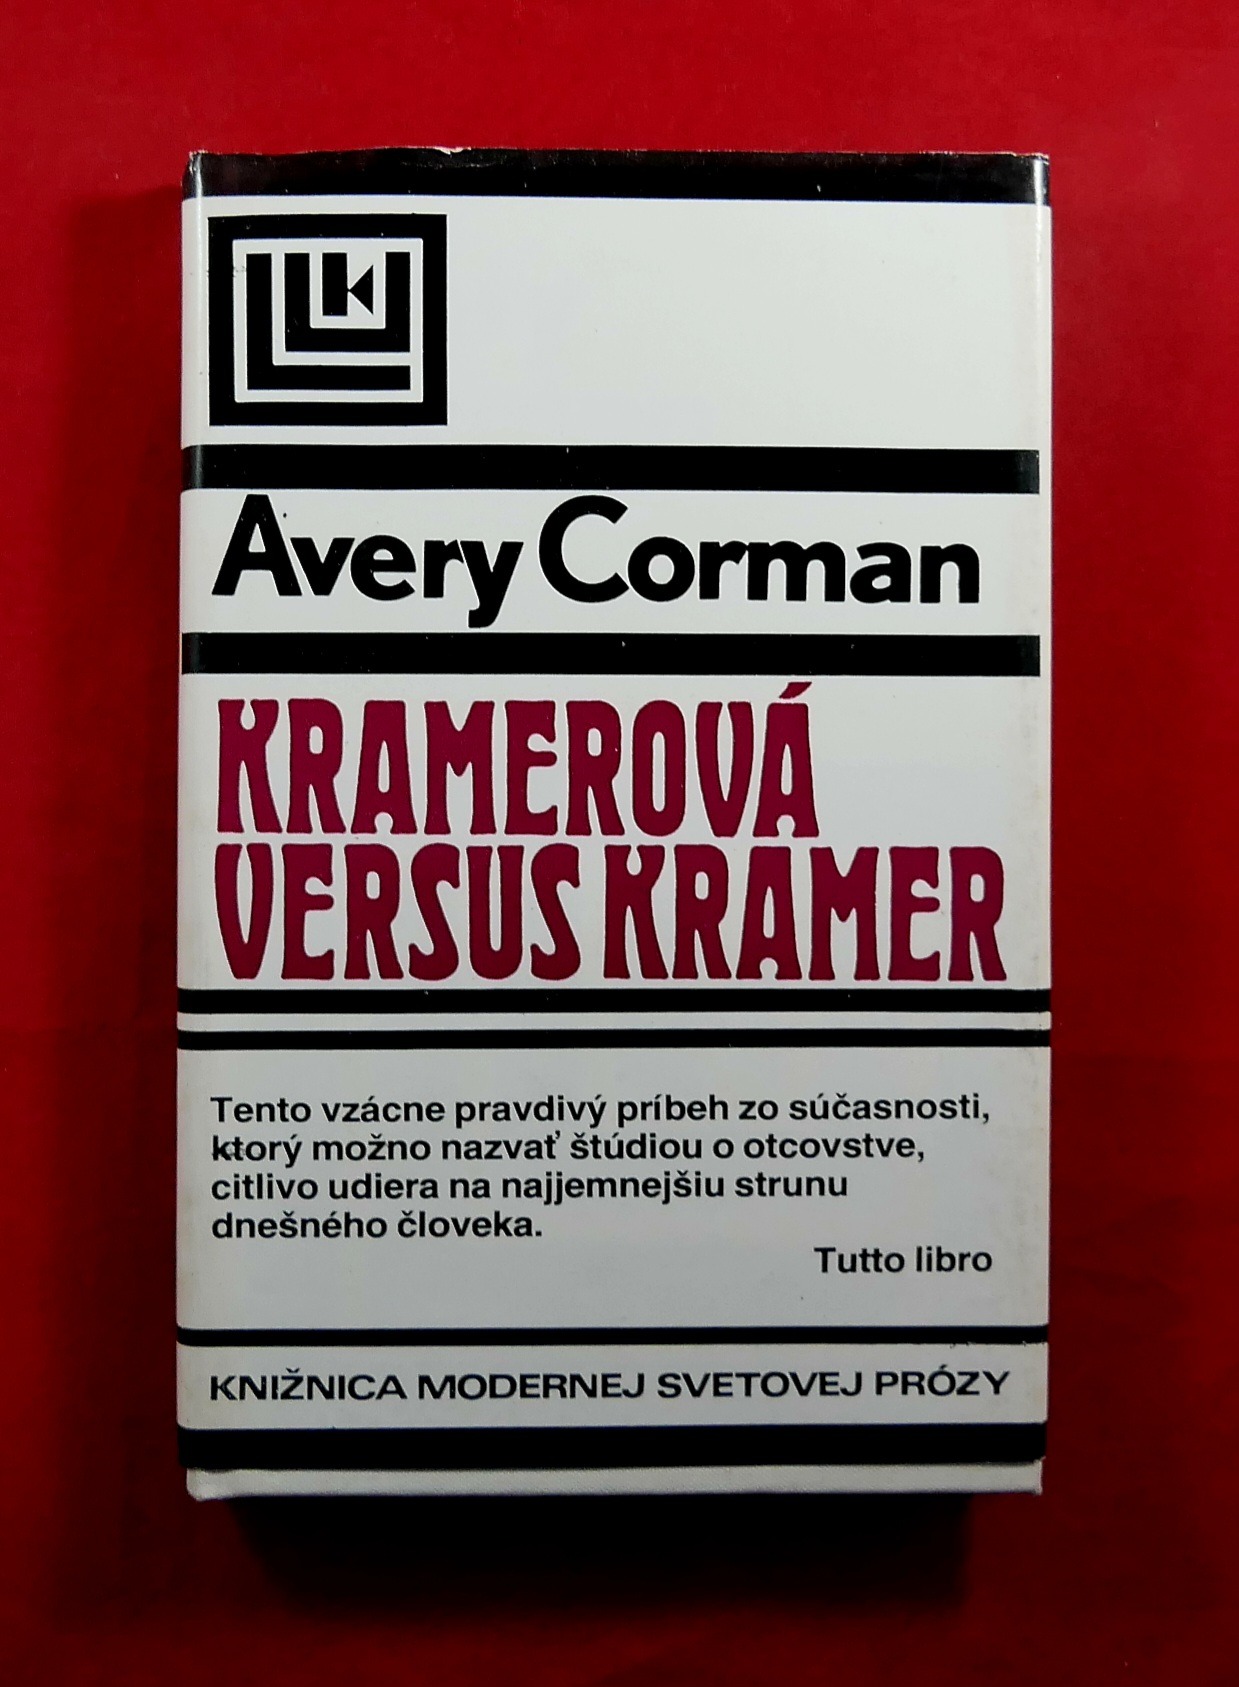 LLUK
Avery Corman
KRAMEROVÁ
VERSUS KRAMER
Tento vzácne pravdivý príbeh zo súčasnosti,
ktorý možno nazvať štúdiou o otcovstve,
citlivo udiera na najjemnejšiu strunu
dnešného človeka.
Tutto libro
KNIŽNICA MODERNEJ SVETOVEJ PRÓZY